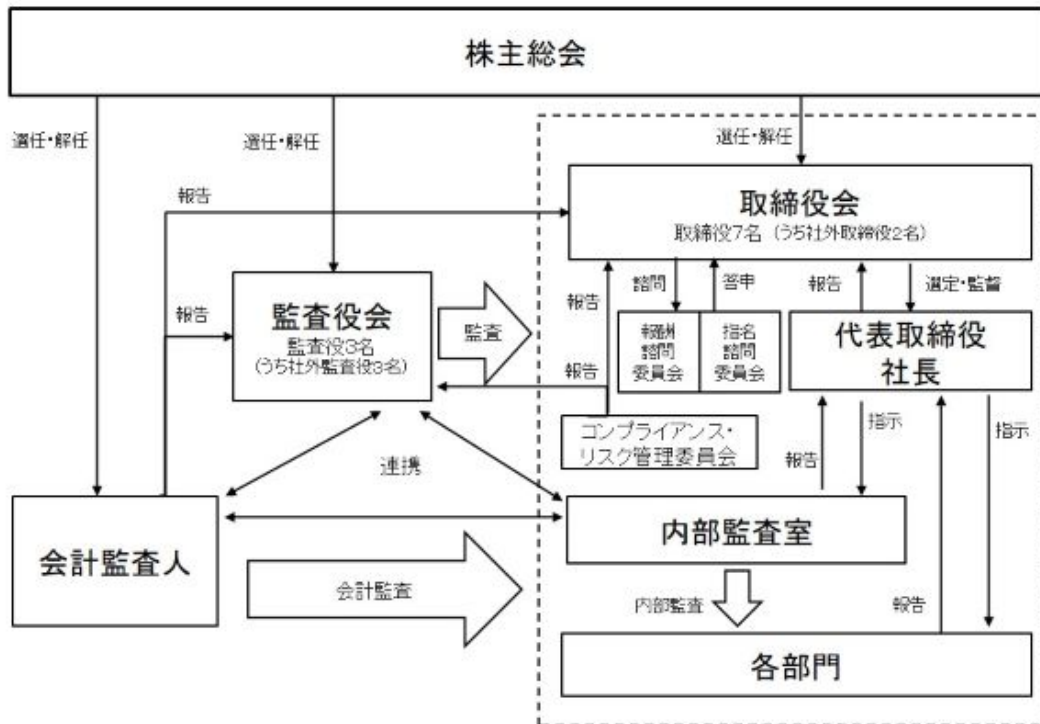 株主総会
選任・解任
選任・解任
選任・解任
報告
取締役会
取締役7名（うち社外取締役2名）
報告
監査役会
監査役3名
（うち社外監査役3名）
監査
報告
諮問
答申
報告
選定・監督
報酬
諮問
委員会
指名
諮問
委員会
代表取締役
社長
報告
コンプライアンス・
リスク管理委員会
報告
指示
指示
連携
会計監査人
内部監査室
会計監査
内部監査
報告
各部門